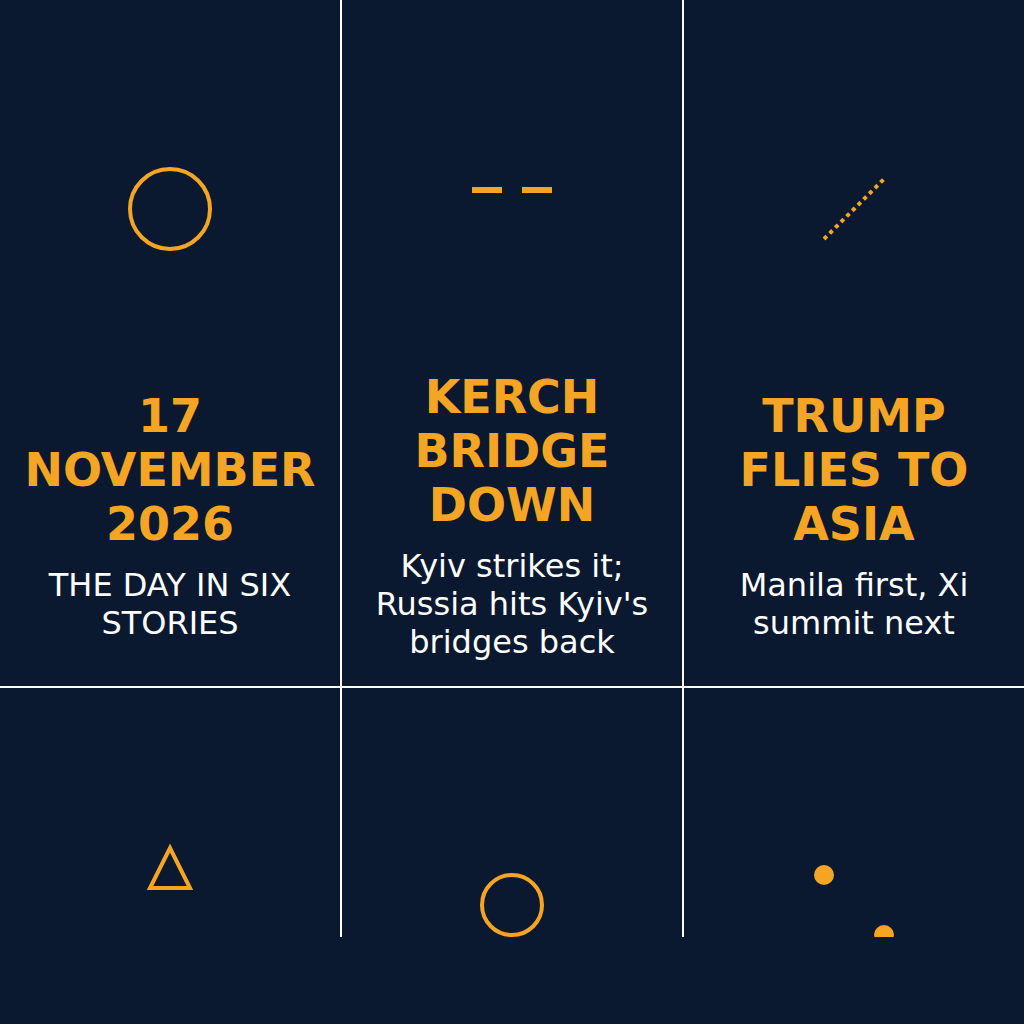 17
NOVEMBER
2026
THE DAY IN SIX
STORIES
KERCH
BRIDGE
DOWN
Kyiv strikes it;
Russia hits Kyiv's
bridges back
TRUMP
FLIES TO
ASIA
Manila first, Xi
summit next